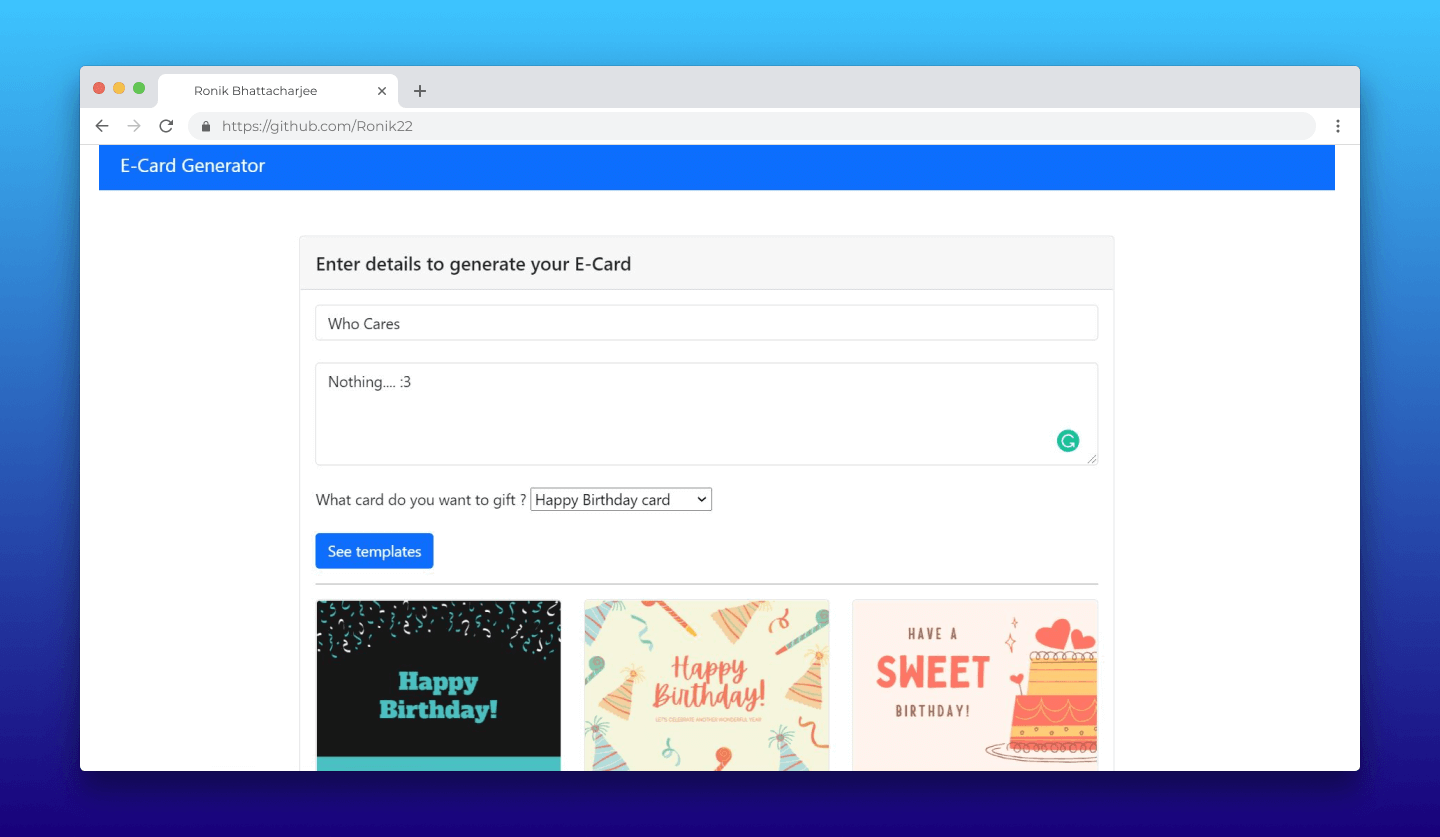 Ronik Bhattacharjee
https://github.com/Ronik22
E-Card Generator
Enter details to generate your E-Card
Who Cares
Nothing.... :3
What card do you want to gift ? Happy Birthday card
See templates
Happy
Birthday!
Happy
Birthday!
LET'S CELEBRATE ANOTHER WONDERFUL YEAR
HAVE A
SWEET
BIRTHDAY!